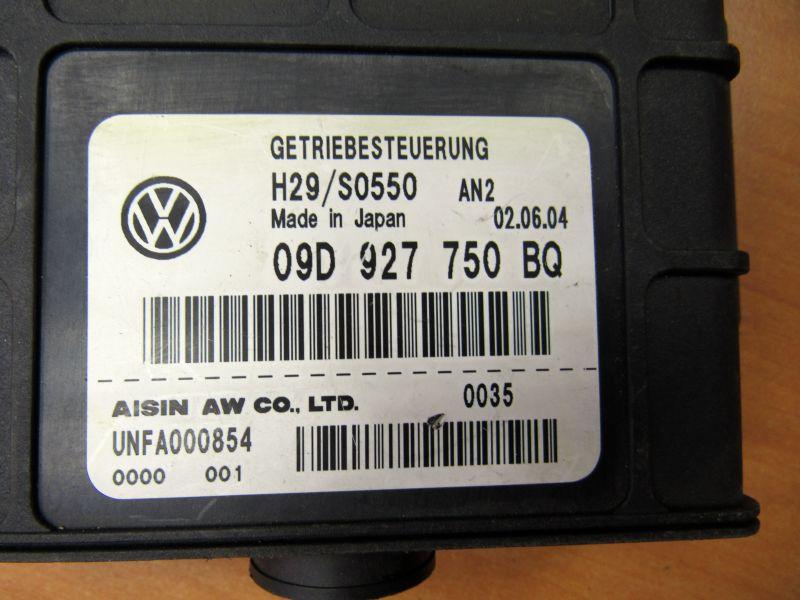 GETRIEBESTEUERUNG
H29/S0550 AN2
Made in Japan 02.06.04
09D 927 750 BQ
AISIN AW CO., LTD. 0035
UNFA000854
0000 001